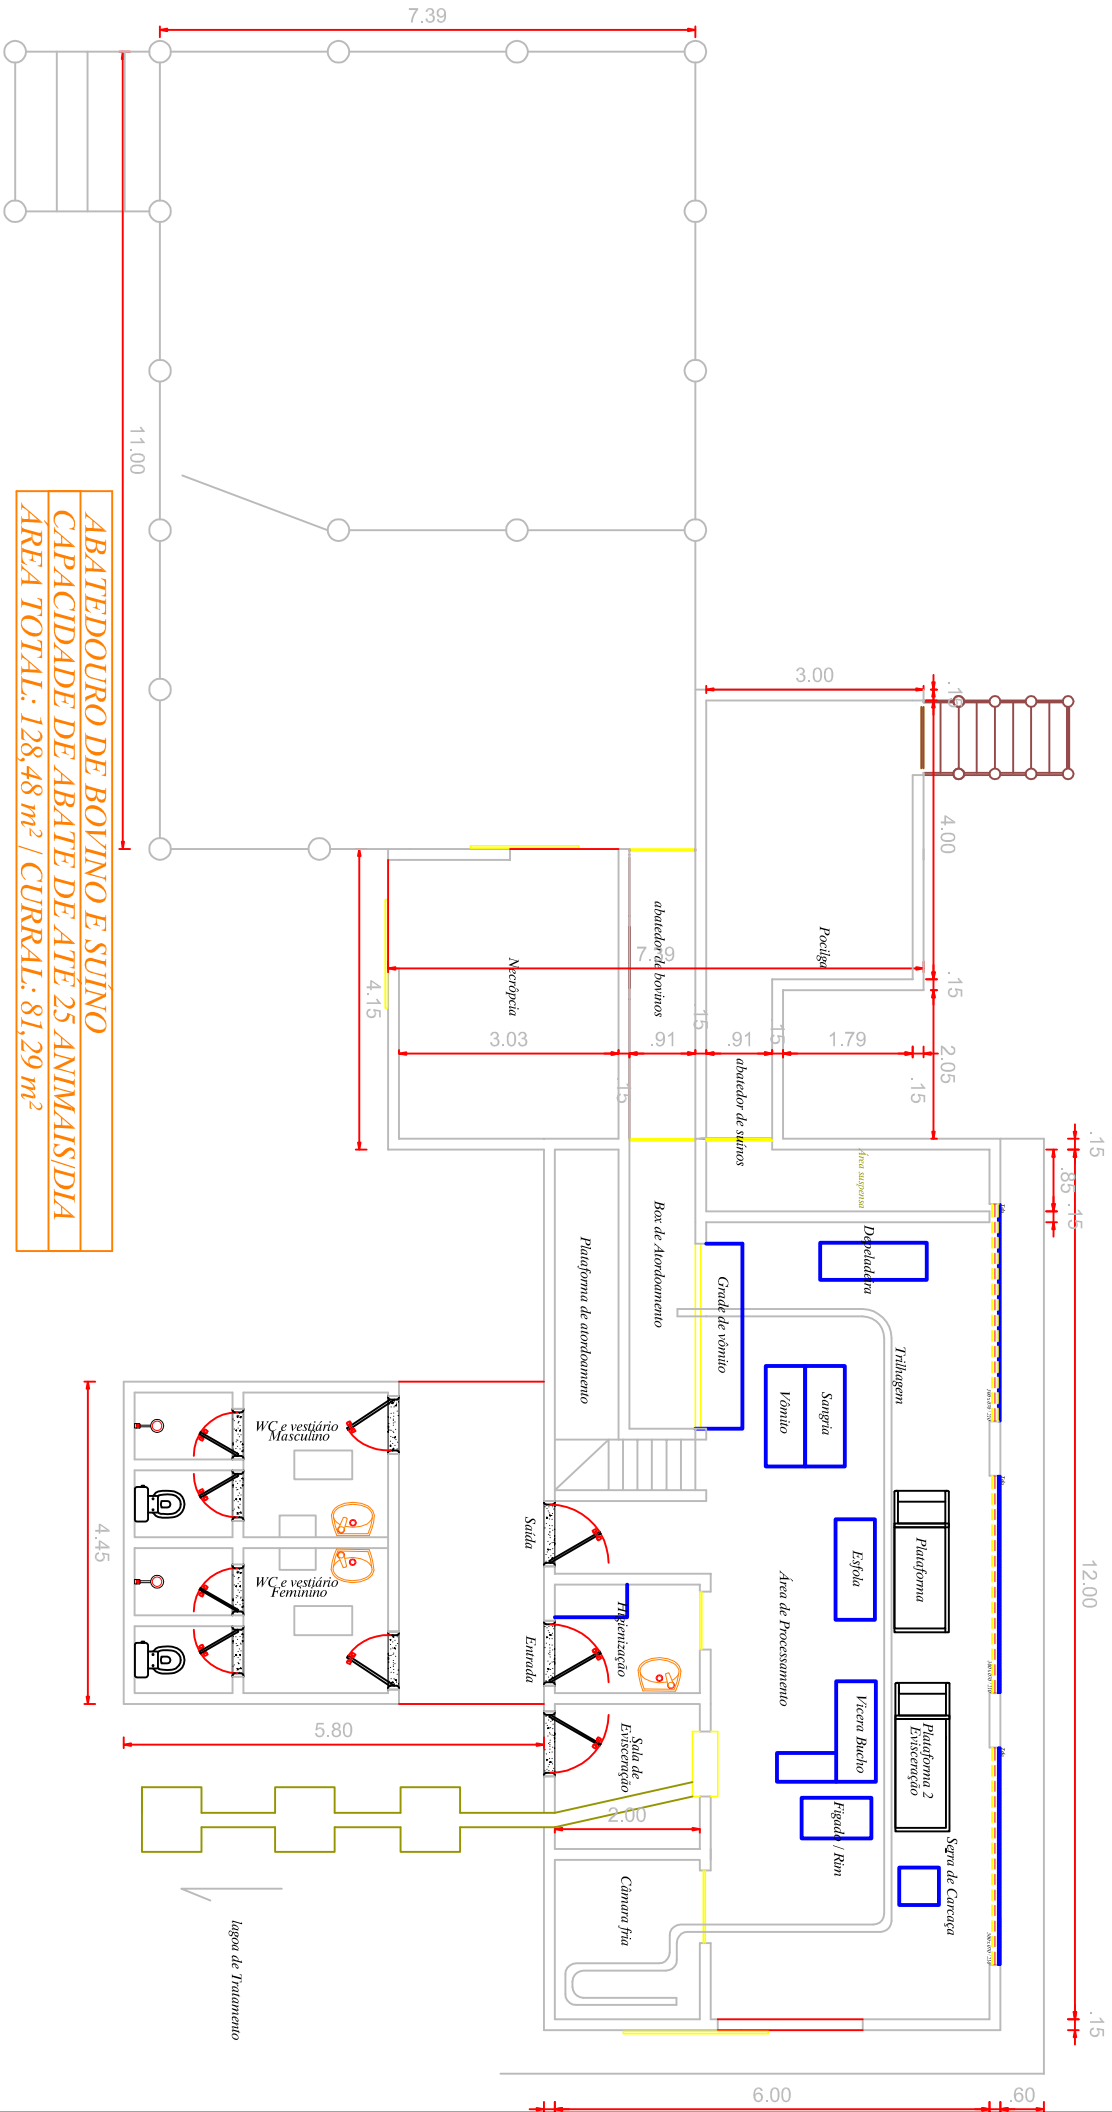 ABATEDOURO DE BOVINO E SUÍNO
CAPACIDADE DE ABATE DE ATÉ 25 ANIMAIS/DIA
ÁREA TOTAL: 128,48 m² / CURRAL: 81,29 m²
7.39
11.00
3.00
4.00
.15
2.05
Pocilga
abatedor de bovinos
7.39
Necrópcia
4.15
3.03
.15
.91
.15
.91
.15
1.79
.15
abatedor de suínos
.15
.85
.15
12.00
.15
Área suspensa
Depeladeira
Box de Atordoamento
Plataforma de atordoamento
Grade de vômito
Trilhagem
Sangria
Vômito
Plataforma
Esfola
Área de Processamento
Saída
Entrada
Higienização
WC e vestiário
Masculino
WC e vestiário
Feminino
4.45
5.80
Vicera Bucho
Plataforma 2
Evisceração
Sala de
Evisceração
2.00
Figado / Rim
Serra de Carcaça
Câmara fria
lagoa de Tratamento
6.00
.60